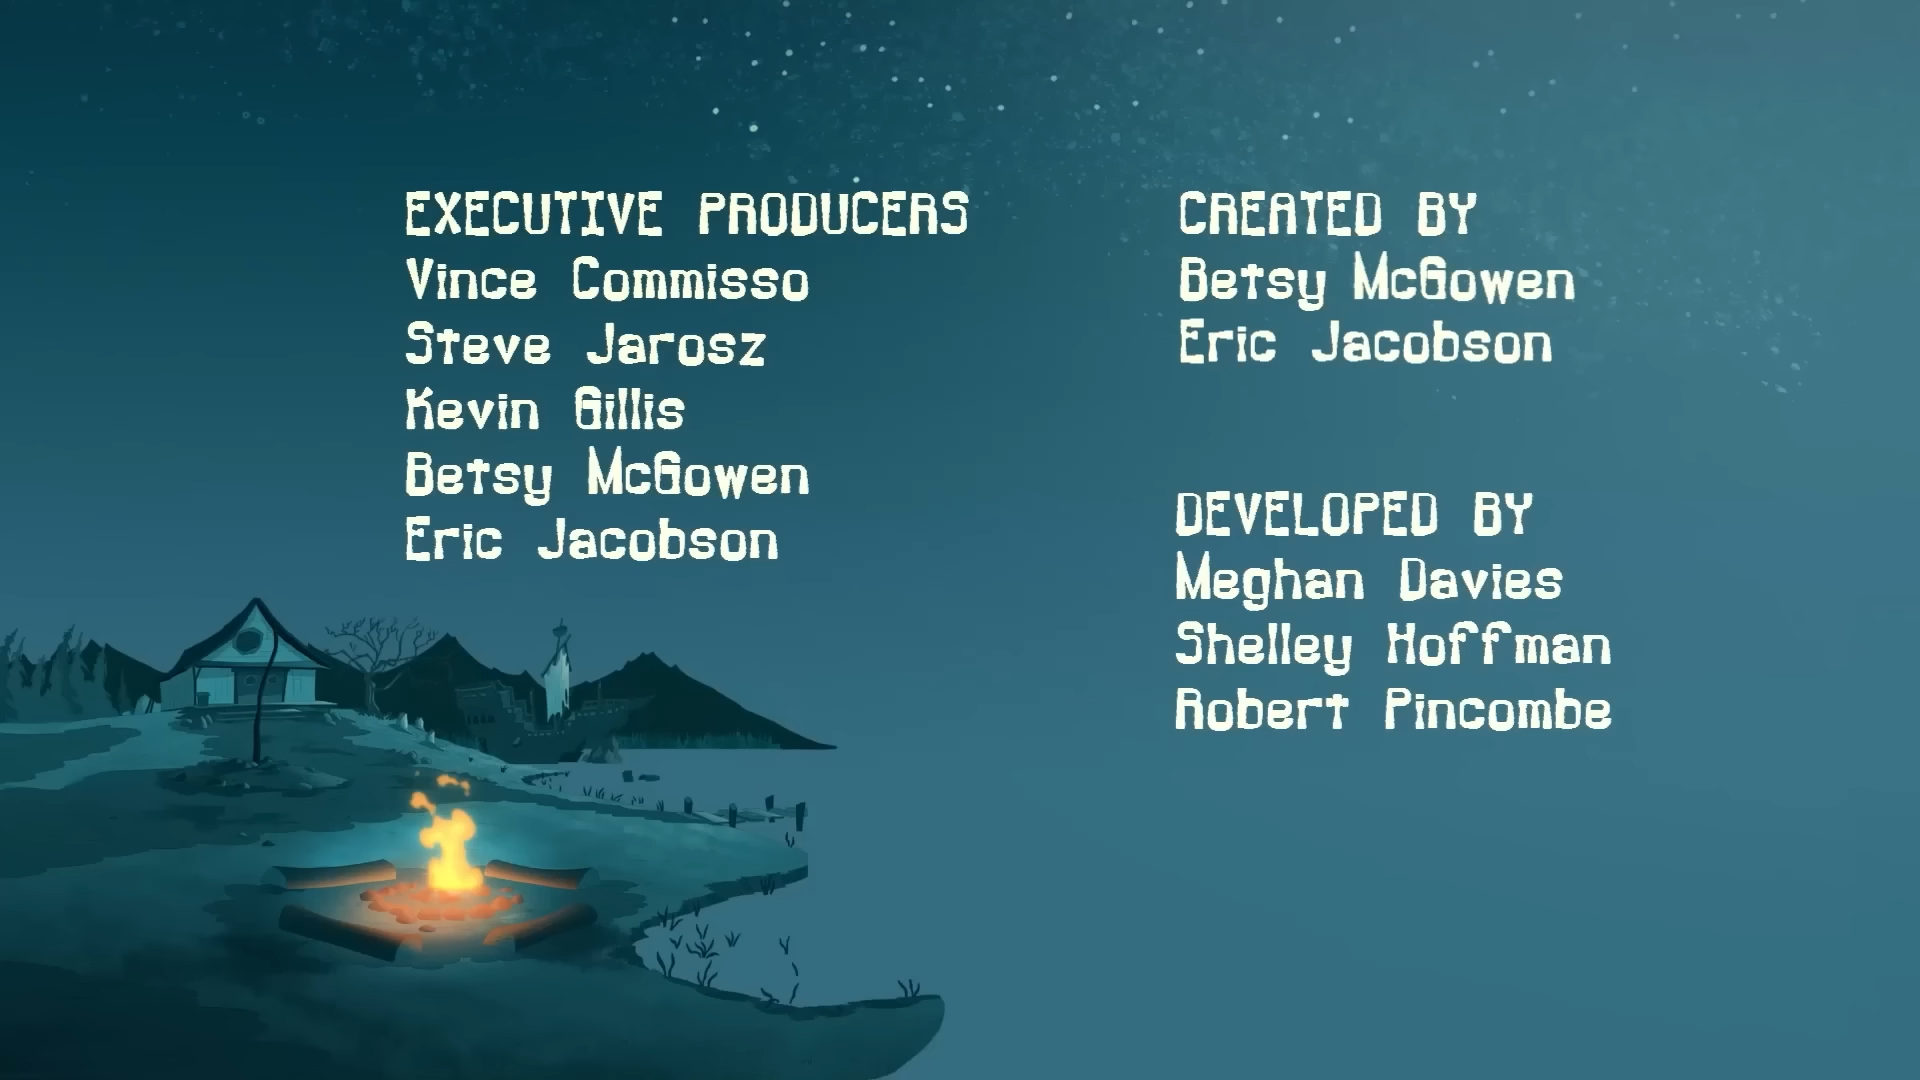 EXECUTIVE PRODUCERS
Vince Commisso
Steve Jarosz
Kevin Gillis
Betsy McGowen
Eric Jacobson
CREATED BY
Betsy McGowen
Eric Jacobson
DEVELOPED BY
Meghan Davies
Shelley Hoffman
Robert Pincombe